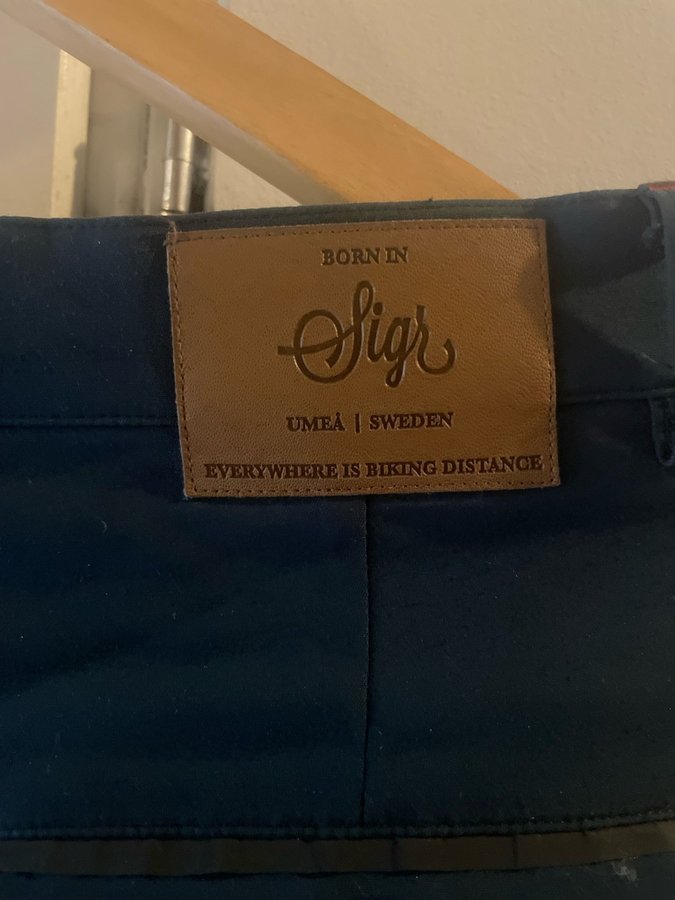 BORN IN
Sigr
UMEÅ | SWEDEN
EVERYWHERE IS BIKING DISTANCE